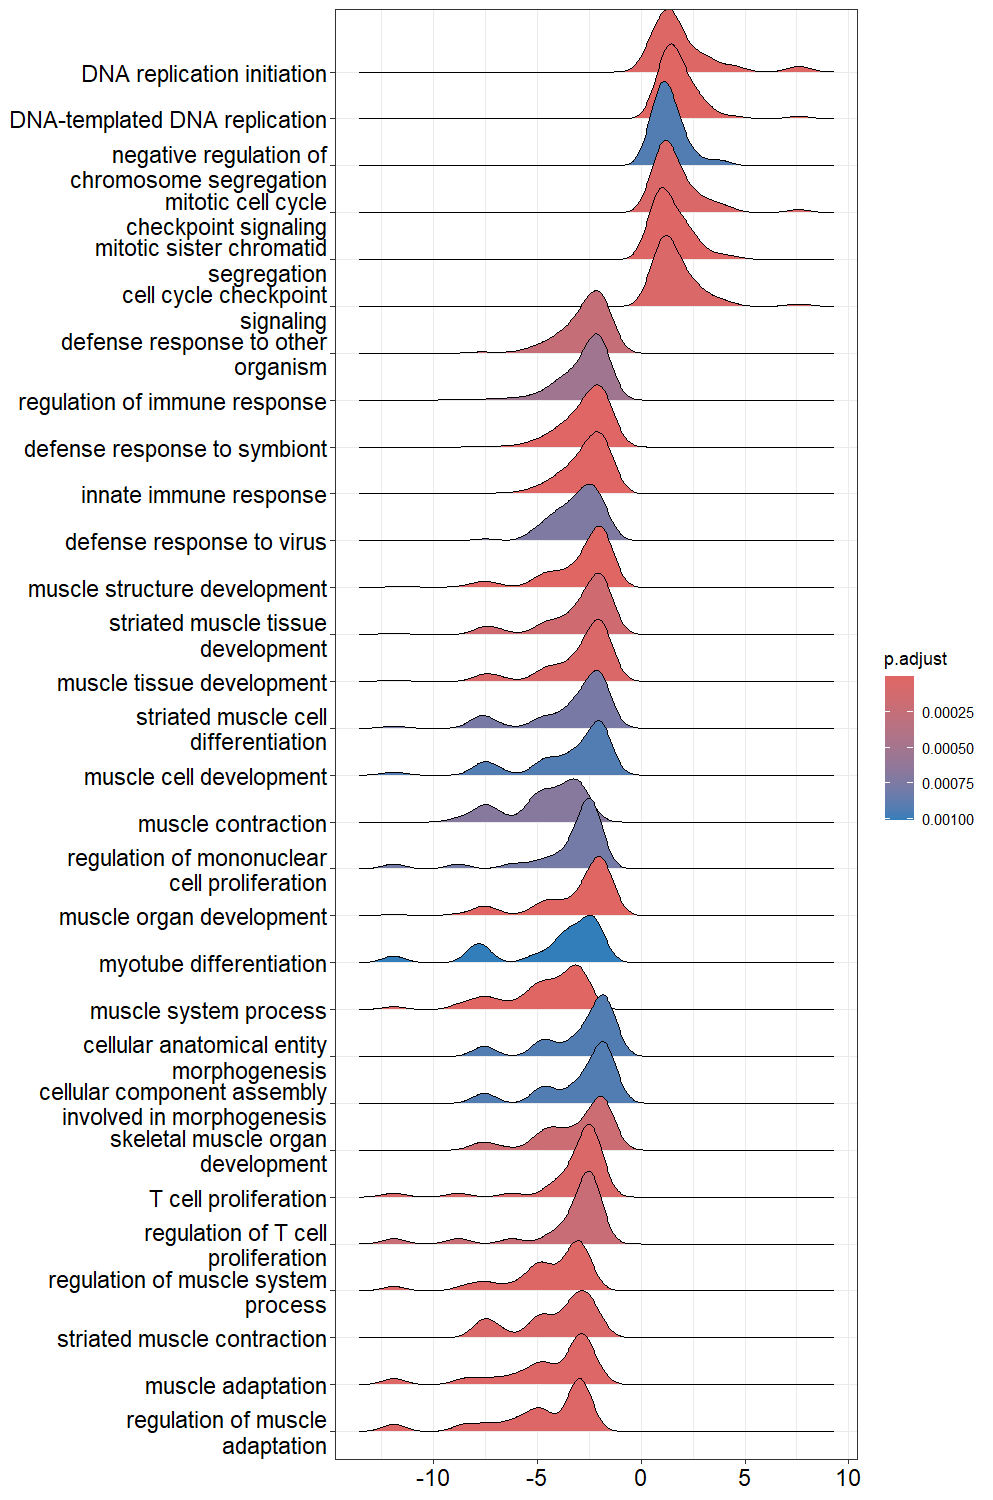 DNA replication initiation
DNA-templated DNA replication
negative regulation of
chromosome segregation
mitotic cell cycle
checkpoint signaling
mitotic sister chromatid
segregation
cell cycle checkpoint
signaling
defense response to other
organism
regulation of immune response
defense response to symbiont
innate immune response
defense response to virus
muscle structure development
striated muscle tissue
development
muscle tissue development
striated muscle cell
differentiation
muscle cell development
muscle contraction
regulation of mononuclear
cell proliferation
muscle organ development
myotube differentiation
muscle system process
cellular anatomical entity
morphogenesis
cellular component assembly
involved in morphogenesis
skeletal muscle organ
development
T cell proliferation
regulation of T cell
proliferation
regulation of muscle system
process
striated muscle contraction
muscle adaptation
regulation of muscle
adaptation
-10 -5 0 5 10
p.adjust
0.00025
0.00050
0.00075
0.00100